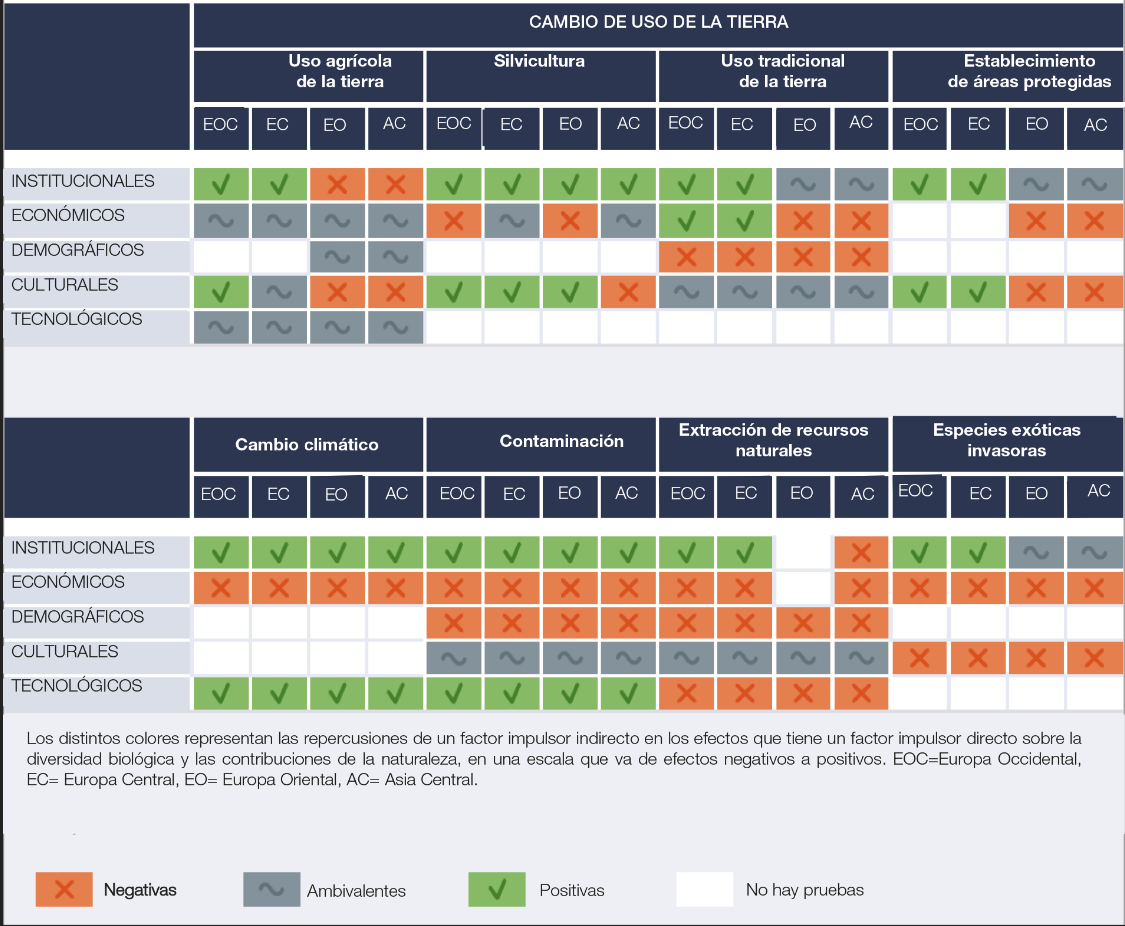 CAMBIO DE USO DE LA TIERRA
Uso agrícola
de la tierra
Silvicultura
Uso tradicional
de la tierra
Establecimiento
de áreas protegidas
EOC EC EO AC EOC EC EO AC EOC EC EO AC EOC EC EO AC
INSTITUCIONALES
ECONÓMICOS
DEMOGRÁFICOS
CULTURALES
TECNOLÓGICOS
Cambio climático
Contaminación
Extracción de recursos
naturales
Especies exóticas
invasoras
EOC EC EO AC EOC EC EO AC EOC EC EO AC EOC EC EO AC
INSTITUCIONALES
ECONÓMICOS
DEMOGRÁFICOS
CULTURALES
TECNOLÓGICOS
Los distintos colores representan las repercusiones de un factor impulsor indirecto en los efectos que tiene un factor impulsor directo sobre la
diversidad biológica y las contribuciones de la naturaleza, en una escala que va de efectos negativos a positivos. EOC=Europa Occidental,
EC= Europa Central, EO= Europa Oriental, AC= Asia Central.
Negativas
Ambivalentes
Positivas
No hay pruebas